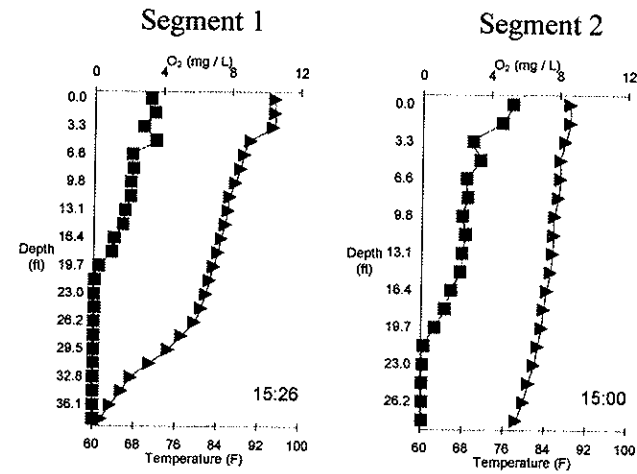 Segment 1
O₂ (mg / L)
0 4 8 12
0.0
3.3
6.6
9.8
13.1
16.4
19.7
23.0
26.2
29.5
32.8
36.1
Depth
(ft)
15:26
60 68 76 84 92 100
Temperature (F)
Segment 2
O₂ (mg / L)
0 4 8 12
0.0
3.3
6.6
9.8
13.1
16.4
19.7
23.0
26.2
Depth
(ft)
15:00
60 68 76 84 92 100
Temperature (F)